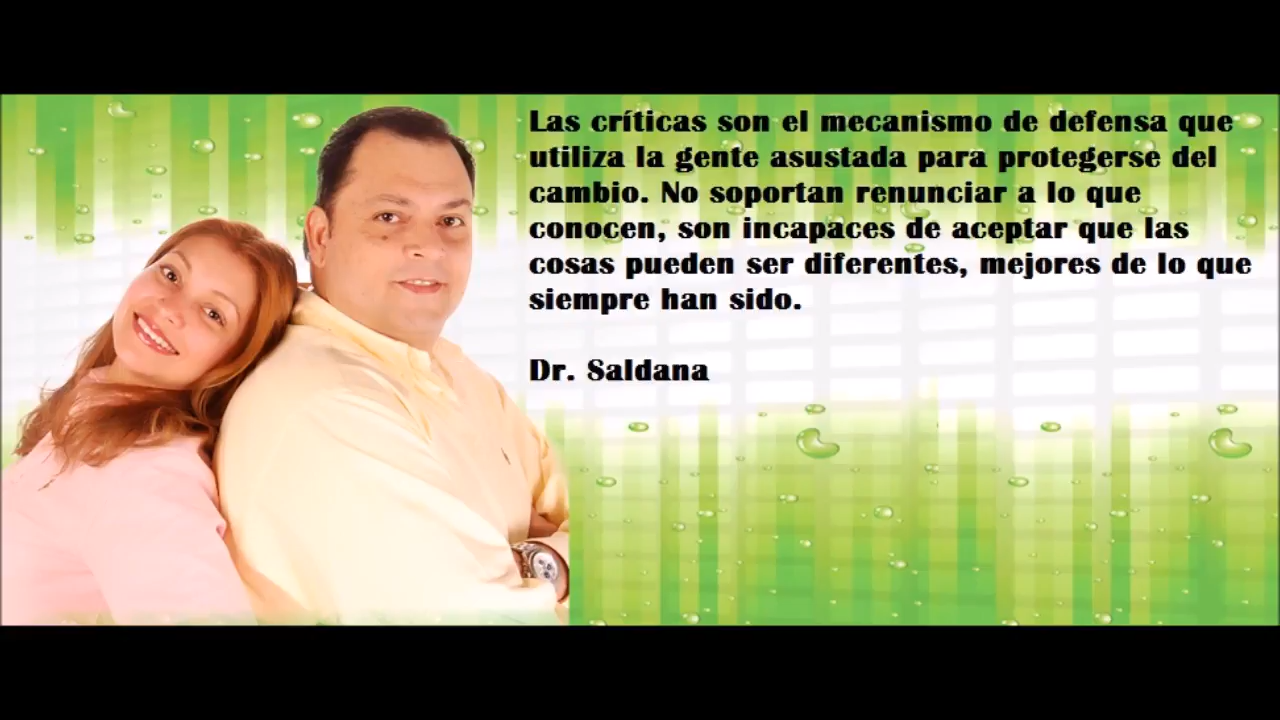 Las críticas son el mecanismo de defensa que
utiliza la gente asustada para protegerse del
cambio. No soportan renunciar a lo que
conocen, son incapaces de aceptar que las
cosas pueden ser diferentes, mejores de lo que
siempre han sido.
Dr. Saldana